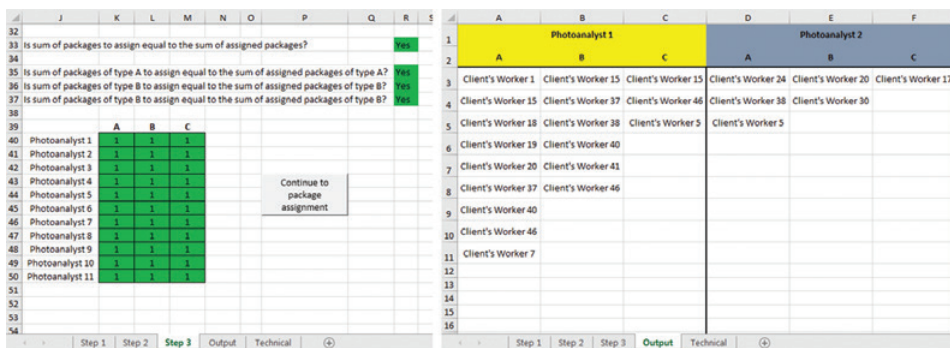 J K L M N O P Q R S
32
33 Is sum of packages to assign equal to the sum of assigned packages? Yes
34
35 Is sum of packages of type A to assign equal to the sum of assigned packages of type A? Yes
36 Is sum of packages of type B to assign equal to the sum of assigned packages of type B? Yes
37 Is sum of packages of type B to assign equal to the sum of assigned packages of type B? Yes
38
39 A B C
40 Photoanalyst 1 1 1 1
41 Photoanalyst 2 1 1 1
42 Photoanalyst 3 1 1 1
43 Photoanalyst 4 1 1 1
44 Photoanalyst 5 1 1 1
45 Photoanalyst 6 1 1 1
46 Photoanalyst 7 1 1 1
47 Photoanalyst 8 1 1 1
48 Photoanalyst 9 1 1 1
49 Photoanalyst 10 1 1 1
50 Photoanalyst 11 1 1 1
51
52
53
54
Continue to
package
assignment
Step 1 Step 2 Step 3 Output Technical
A B C D E F
1 Photoanalyst 1 Photoanalyst 2
2 A B C A B C
3 Client's Worker 1 Client's Worker 15 Client's Worker 15 Client's Worker 24 Client's Worker 20 Client's Worker 17
4 Client's Worker 15 Client's Worker 37 Client's Worker 46 Client's Worker 38 Client's Worker 30
5 Client's Worker 18 Client's Worker 38 Client's Worker 5 Client's Worker 5
6 Client's Worker 19 Client's Worker 40
7 Client's Worker 20 Client's Worker 41
8 Client's Worker 37 Client's Worker 46
9 Client's Worker 40
10 Client's Worker 46
11 Client's Worker 7
12
13
14
15
16
Step 1 Step 2 Step 3 Output Technical